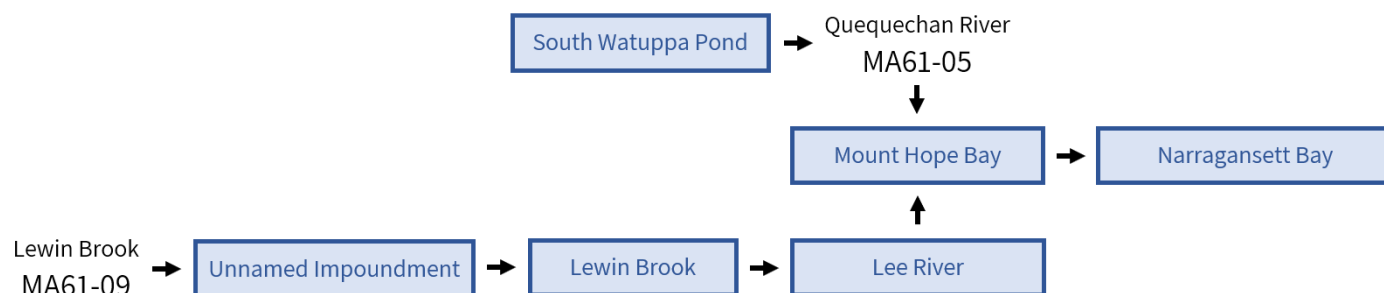 South Watuppa Pond
Quequechan River
MA61-05
Mount Hope Bay
Narragansett Bay
Lewin Brook
MA61-09
Unnamed Impoundment
Lewin Brook
Lee River